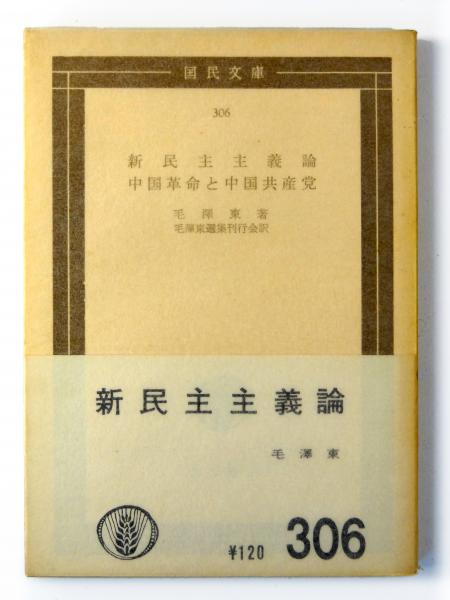 国民文庫
306
新民主主義論
中国革命と中国共産党
毛澤東著
毛澤東選集刊行会訳
新民主主義論
毛澤東
¥120
306